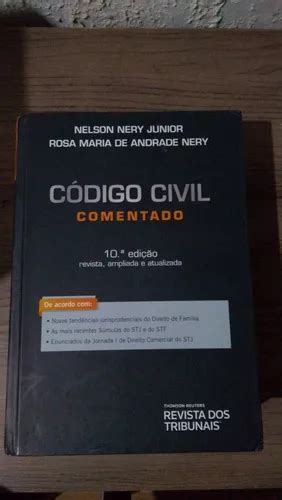 NELSON NERY JUNIOR
ROSA MARIA DE ANDRADE NERY
CÓDIGO CIVIL
COMENTADO
10.ª edição
revista, ampliada e atualizada
De acordo com:
• Novas tendências jurisprudenciais do Direito de Família
• As mais recentes Súmulas do STJ e do STF
• Enunciados da Jornada I de Direito Comercial do STJ
THOMSON REUTERS
REVISTA DOS
TRIBUNAIS